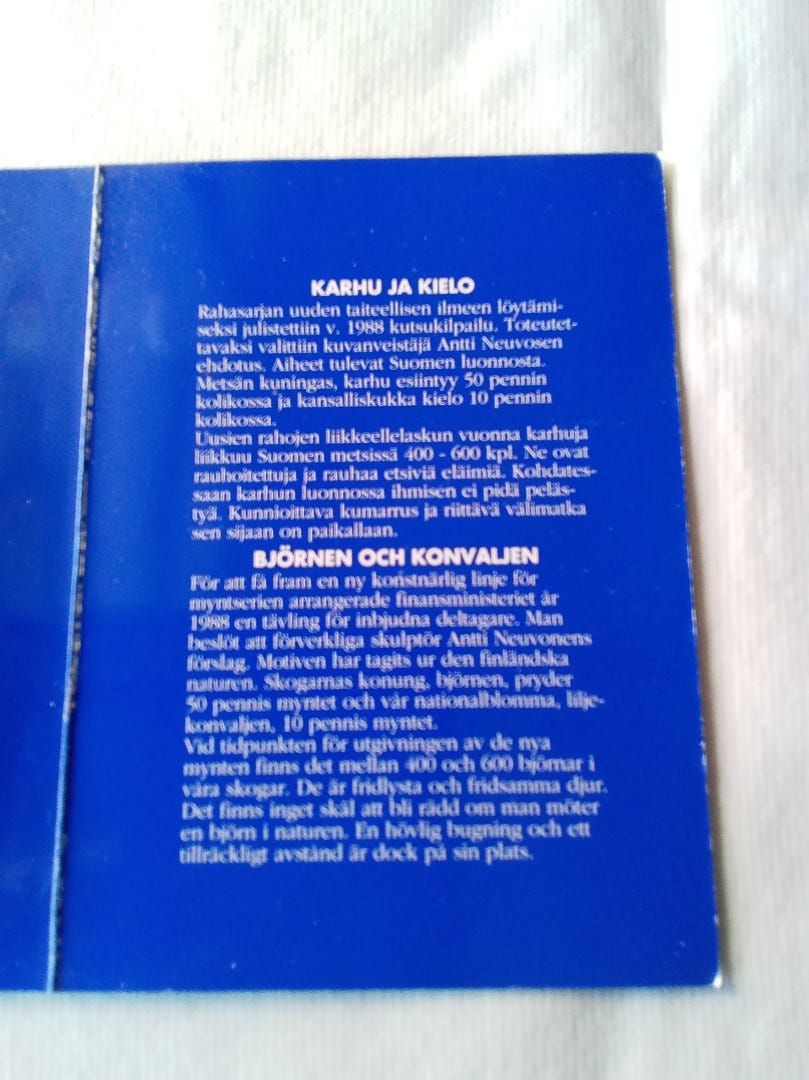 KARHU JA KIELO
Rahasarjan uuden taiteellisen ilmeen löytämi-
seksi julistettiin v. 1988 kutsukilpailu. Toteutet-
tavaksi valittiin kuvanveistäjä Antti Neuvosen
ehdotus. Aiheet tulevat Suomen luonnosta.
Metsän kuningas, karhu esiintyy 50 pennin
kolikossa ja kansalliskukka kielo 10 pennin
kolikossa.
Uusien rahojen liikkeellelaskun vuonna karhuja
liikkuu Suomen metsissä 400 - 600 kpl. Ne ovat
rauhoitettuja ja rauhaa etsiviä eläimiä. Kohdates-
saan karhun luonnossa ihmisen ei pidä peläs-
tyä. Kunnioittava kumarrus ja riittävä välimatka
sen sijaan on paikallaan.
BJÖRNEN OCH KONVALJEN
För att få fram en ny konstnärlig linje för
myntserien arrangerade finansministeriet år
1988 en tävling för inbjudna deltagare. Man
beslöt att förverkliga skulptör Antti Neuvonens
förslag. Motiven har tagits ur den finländska
naturen. Skogarnas konung, björnen, pryder
50 pennis myntet och vår nationalblomma, lilje-
konvaljen, 10 pennis myntet.
Vid tidpunkten för utgivningen av de nya
mynten finns det mellan 400 och 600 björnar i
våra skogar. De är fridlysta och fridsamma djur.
Det finns inget skäl att bli rädd om man möter
en björn i naturen. En hövlig bugning och ett
tillräckligt avstånd är dock på sin plats.